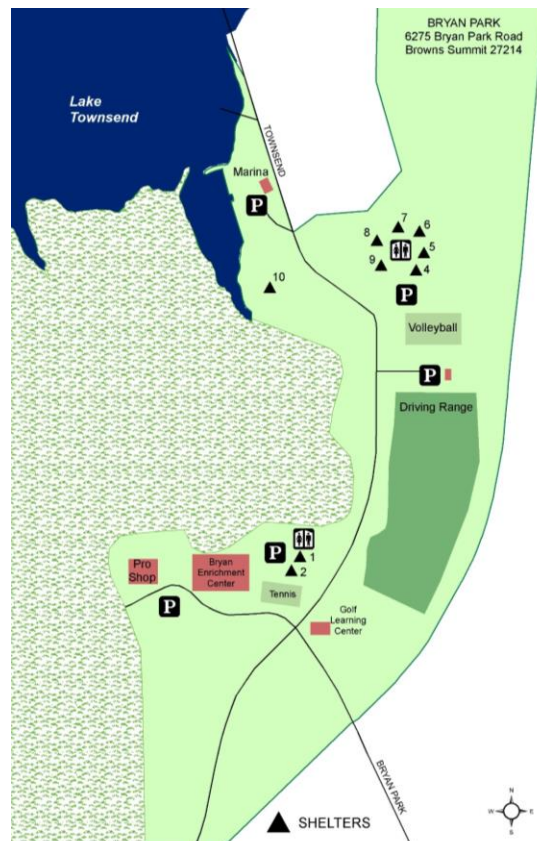 BRYAN PARK
6275 Bryan Park Road
Browns Summit 27214
Lake
Townsend
TOWNSEND
Marina
P
7
6
8
5
9
4
10
P
Volleyball
P
Driving Range
P
1
2
Pro
Shop
Bryan
Enrichment
Center
Tennis
P
Golf
Learning
Center
BRYAN PARK
SHELTERS
N
W
E
S